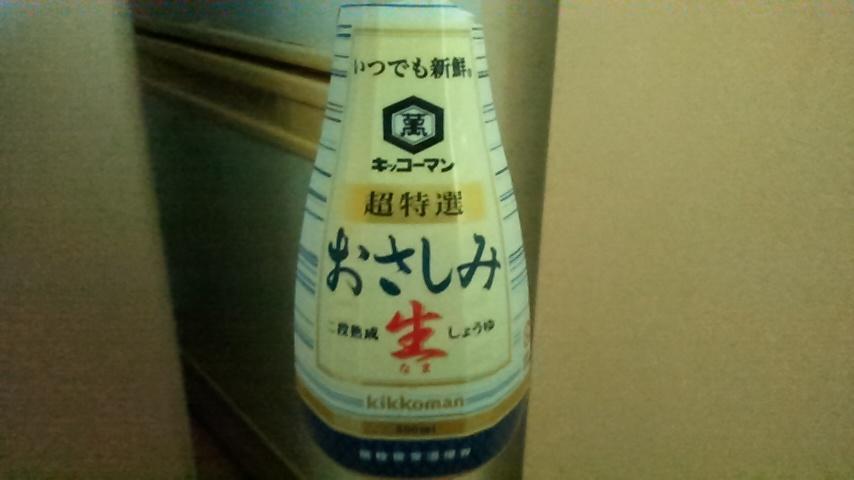 いつでも新鮮®
萬
キッコーマン
超特選
おさしみ
二段熟成 生 しょうゆ
なま
kikkoman